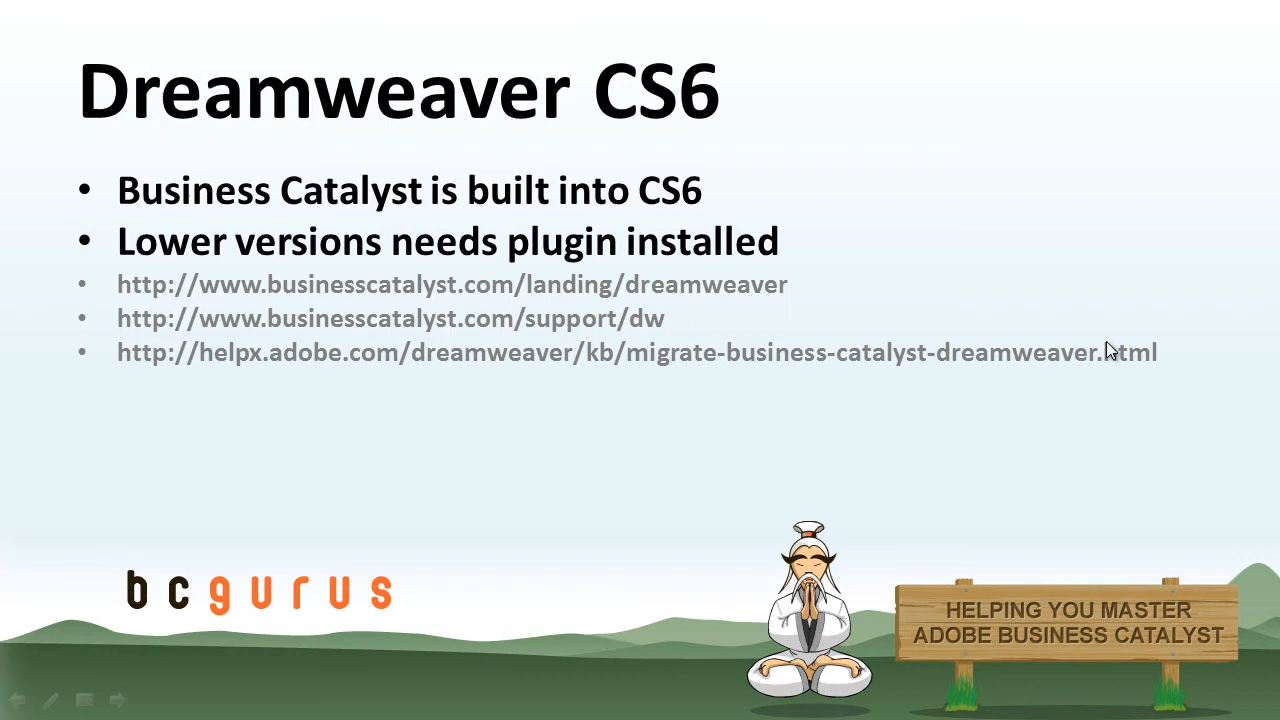 Dreamweaver CS6
• Business Catalyst is built into CS6
• Lower versions needs plugin installed
• http://www.businesscatalyst.com/landing/dreamweaver
• http://www.businesscatalyst.com/support/dw
• http://helpx.adobe.com/dreamweaver/kb/migrate-business-catalyst-dreamweaver.html
bcgurus
HELPING YOU MASTER
ADOBE BUSINESS CATALYST